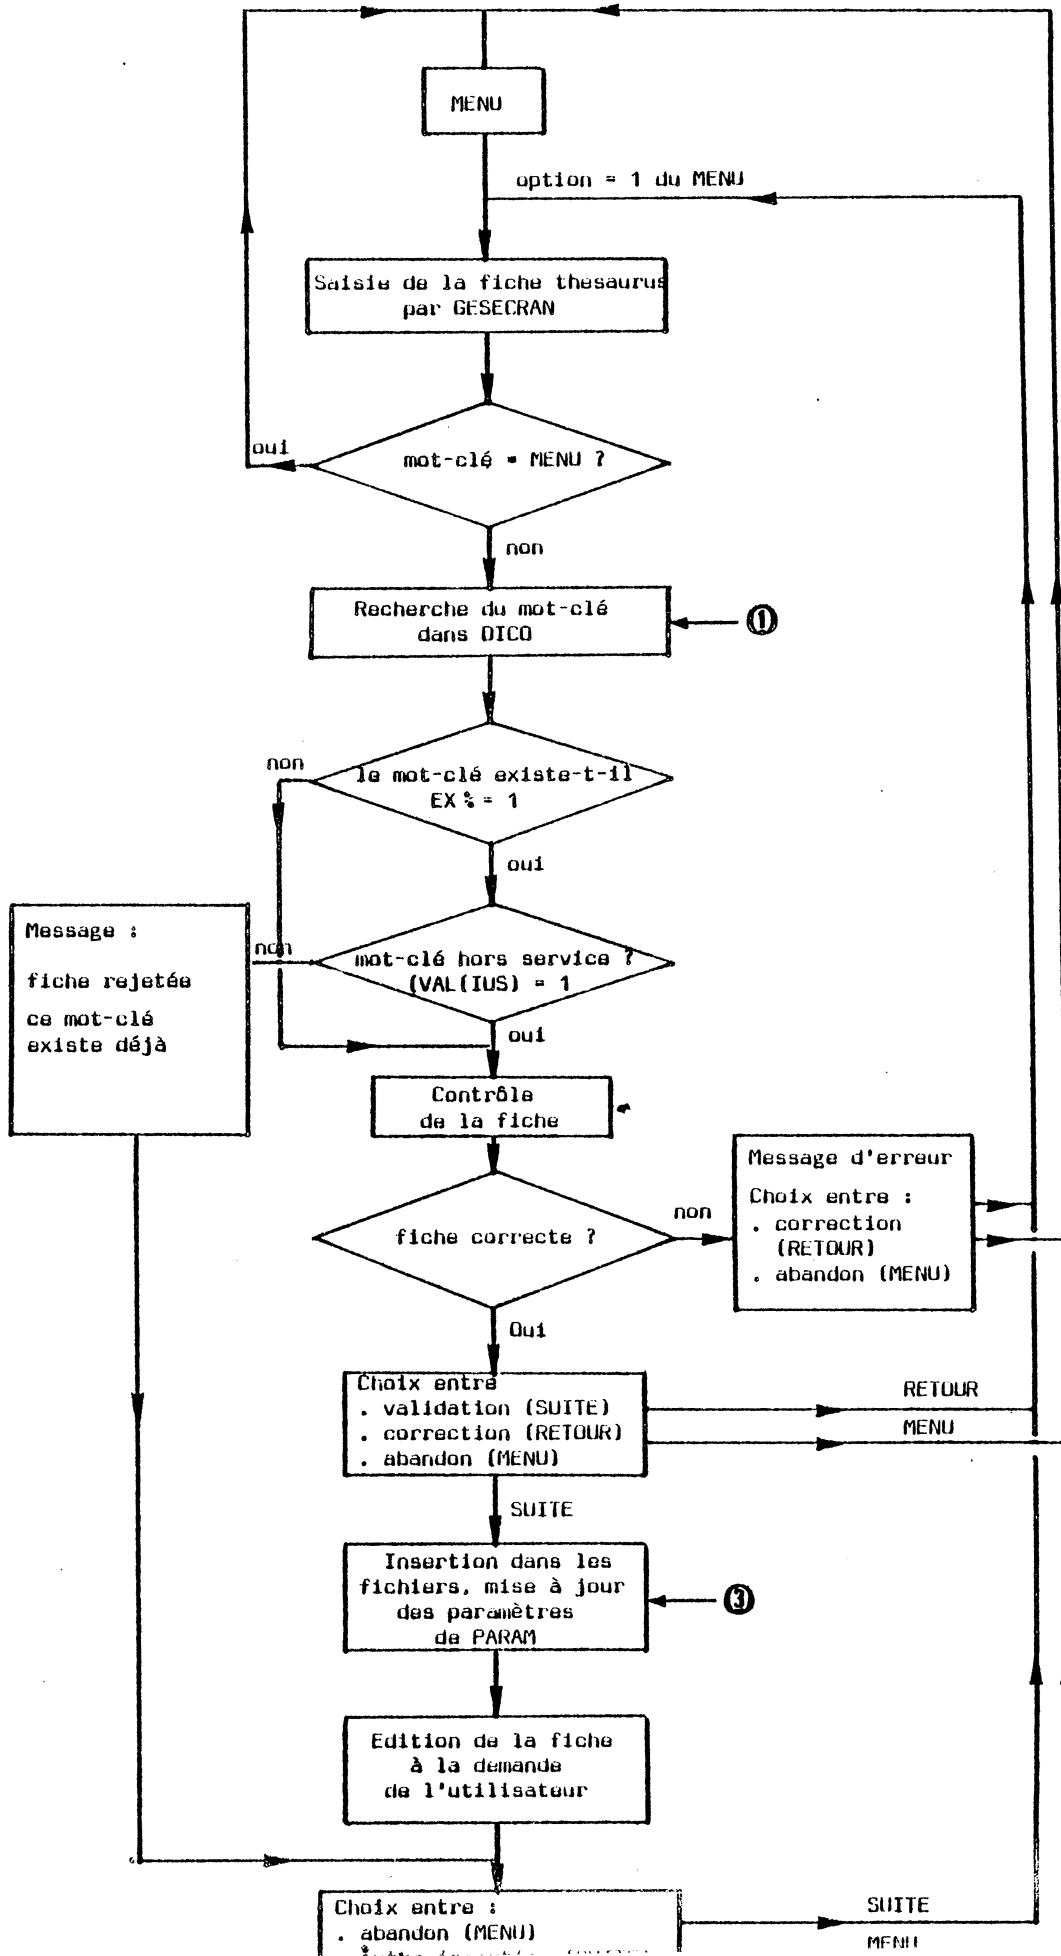 MENU
option = 1 du MENU
Saisie de la fiche thesaurus
par GESECRAN
oui
mot-clé = MENU ?
non
Recherche du mot-clé
dans DICO
①
non
le mot-clé existe-t-il
EX % = 1
oui
Message :
fiche rejetée
ce mot-clé
existe déjà
non
mot-clé hors service ?
(VAL(IUS) = 1
oui
Contrôle
de la fiche
fiche correcte ?
non
Message d'erreur
Choix entre :
. correction
(RETOUR)
. abandon (MENU)
Oui
Choix entre
. validation (SUITE)
. correction (RETOUR)
. abandon (MENU)
RETOUR
MENU
SUITE
Insertion dans les
fichiers, mise à jour
des paramètres
de PARAM
③
Edition de la fiche
à la demande
de l'utilisateur
Choix entre :
. abandon (MENU)
SUITE
MENU